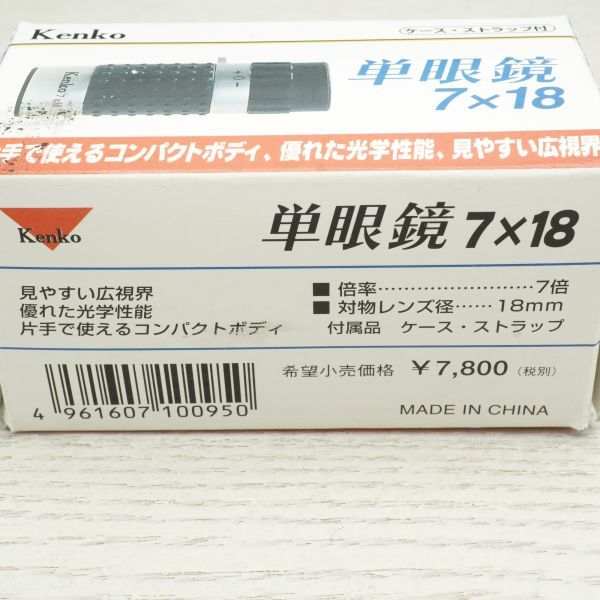 Kenko
ケース・ストラップ付
Kenko 7
+0-
単眼鏡
7×18
手で使えるコンパクトボディ、優れた光学性能、見やすい広視界
Kenko
単眼鏡 7×18
見やすい広視界
優れた光学性能
片手で使えるコンパクトボディ
■ 倍率……………………7倍
■ 対物レンズ径……18mm
付属品 ケース・ストラップ
希望小売価格 ¥7,800 (税別)
4 961607 100950
MADE IN CHINA